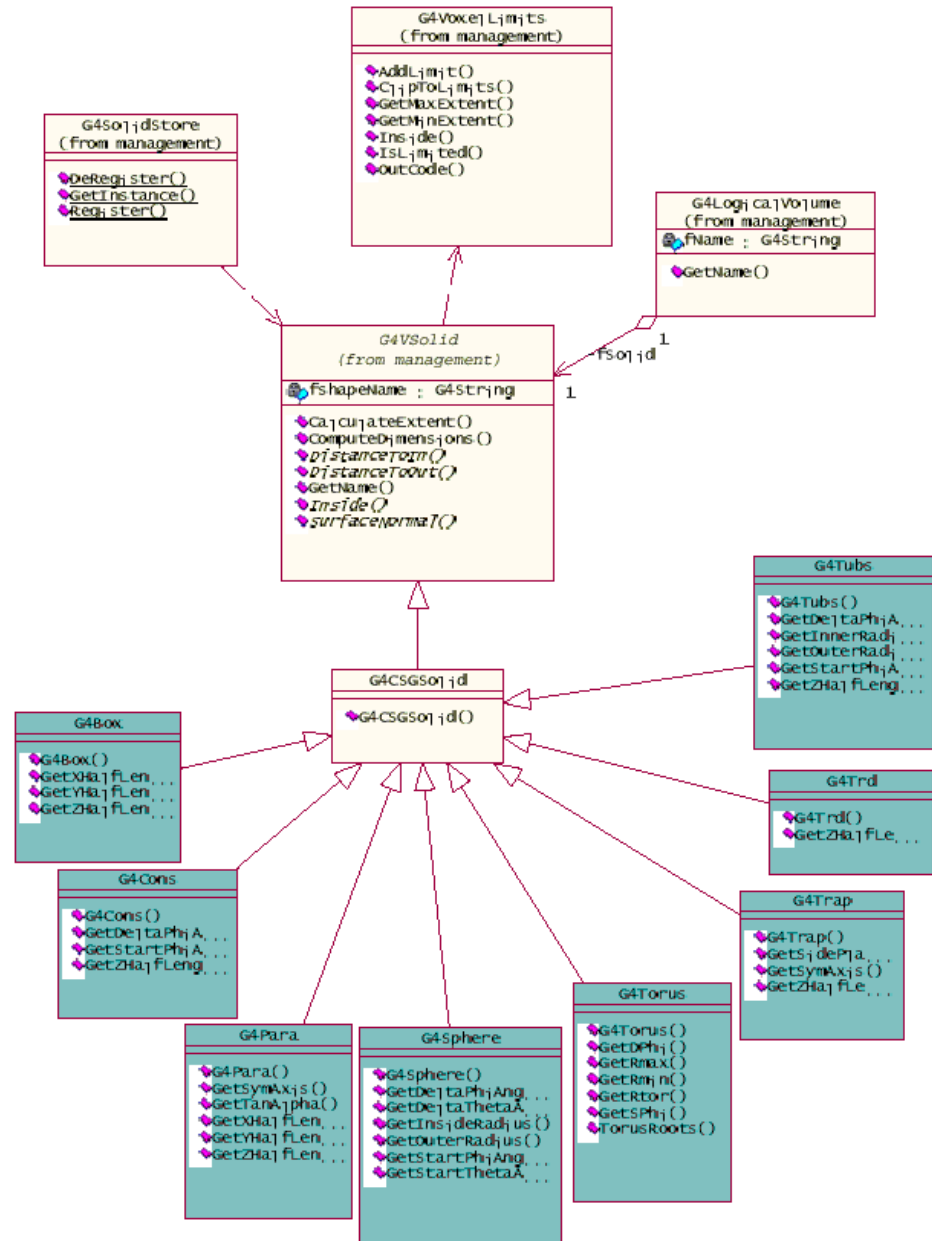 G4VoxelLimits
(from management)
AddLimit()
ClipToLimits()
GetMaxExtent()
GetMinExtent()
Inside()
IsLimited()
OutCode()
G4SolidStore
(from management)
DeRegister()
GetInstance()
Register()
G4LogicalVolume
(from management)
fName : G4String
GetName()
1
-fSolid
1
G4VSolid
(from management)
fshapeName : G4String
CalculateExtent()
ComputeDimensions()
DistanceToIn()
DistanceToOut()
GetName()
Inside()
SurfaceNormal()
G4Tubs
G4Tubs()
GetDeltaPhiA...
GetInnerRadi...
GetOuterRadi...
GetStartPhiA...
GetZHalfLeng...
G4CSGSolid
G4CSGSolid()
G4Box
G4Box()
GetXHalfLen...
GetYHalfLen...
GetZHalfLen...
G4Trd
G4Trd()
GetZHalfLe...
G4Cons
G4Cons()
GetDeltaPhiA...
GetStartPhiA...
GetZHalfLeng...
G4Trap
G4Trap()
GetSidePla...
GetSymAxis()
GetZHalfLe...
G4Para
G4Para()
GetSymAxis()
GetTanAlpha()
GetXHalfLen...
GetYHalfLen...
GetZHalfLen...
G4Sphere
G4Sphere()
GetDeltaPhiAng...
GetDeltaThetaA...
GetInsideRadius()
GetOuterRadius()
GetStartPhiAng...
GetStartThetaA...
G4Torus
G4Torus()
GetDPhi()
GetRmax()
GetRmin()
GetRtor()
GetSPhi()
TorusRoots()